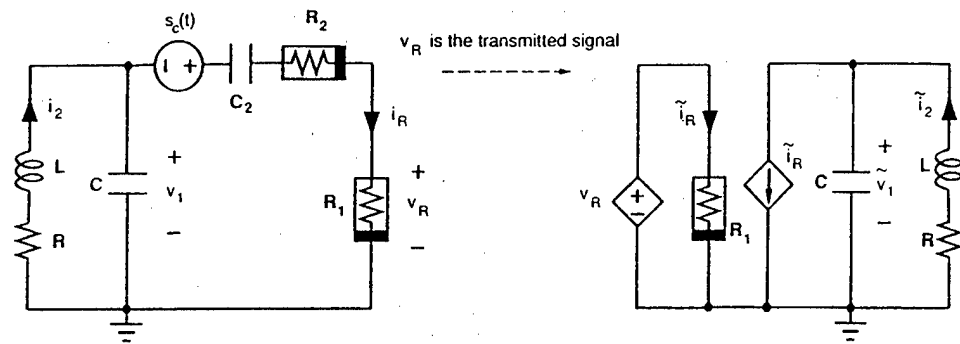 s_c(t)
R_2
v_R is the transmitted signal
C_2
i_2
i_R
L
C
+
v_1
−
R
R_1
+
v_R
−
ĩ_R
ĩ_R
ĩ_2
v_R
+
−
R_1
C
+
ṽ_1
−
L
R